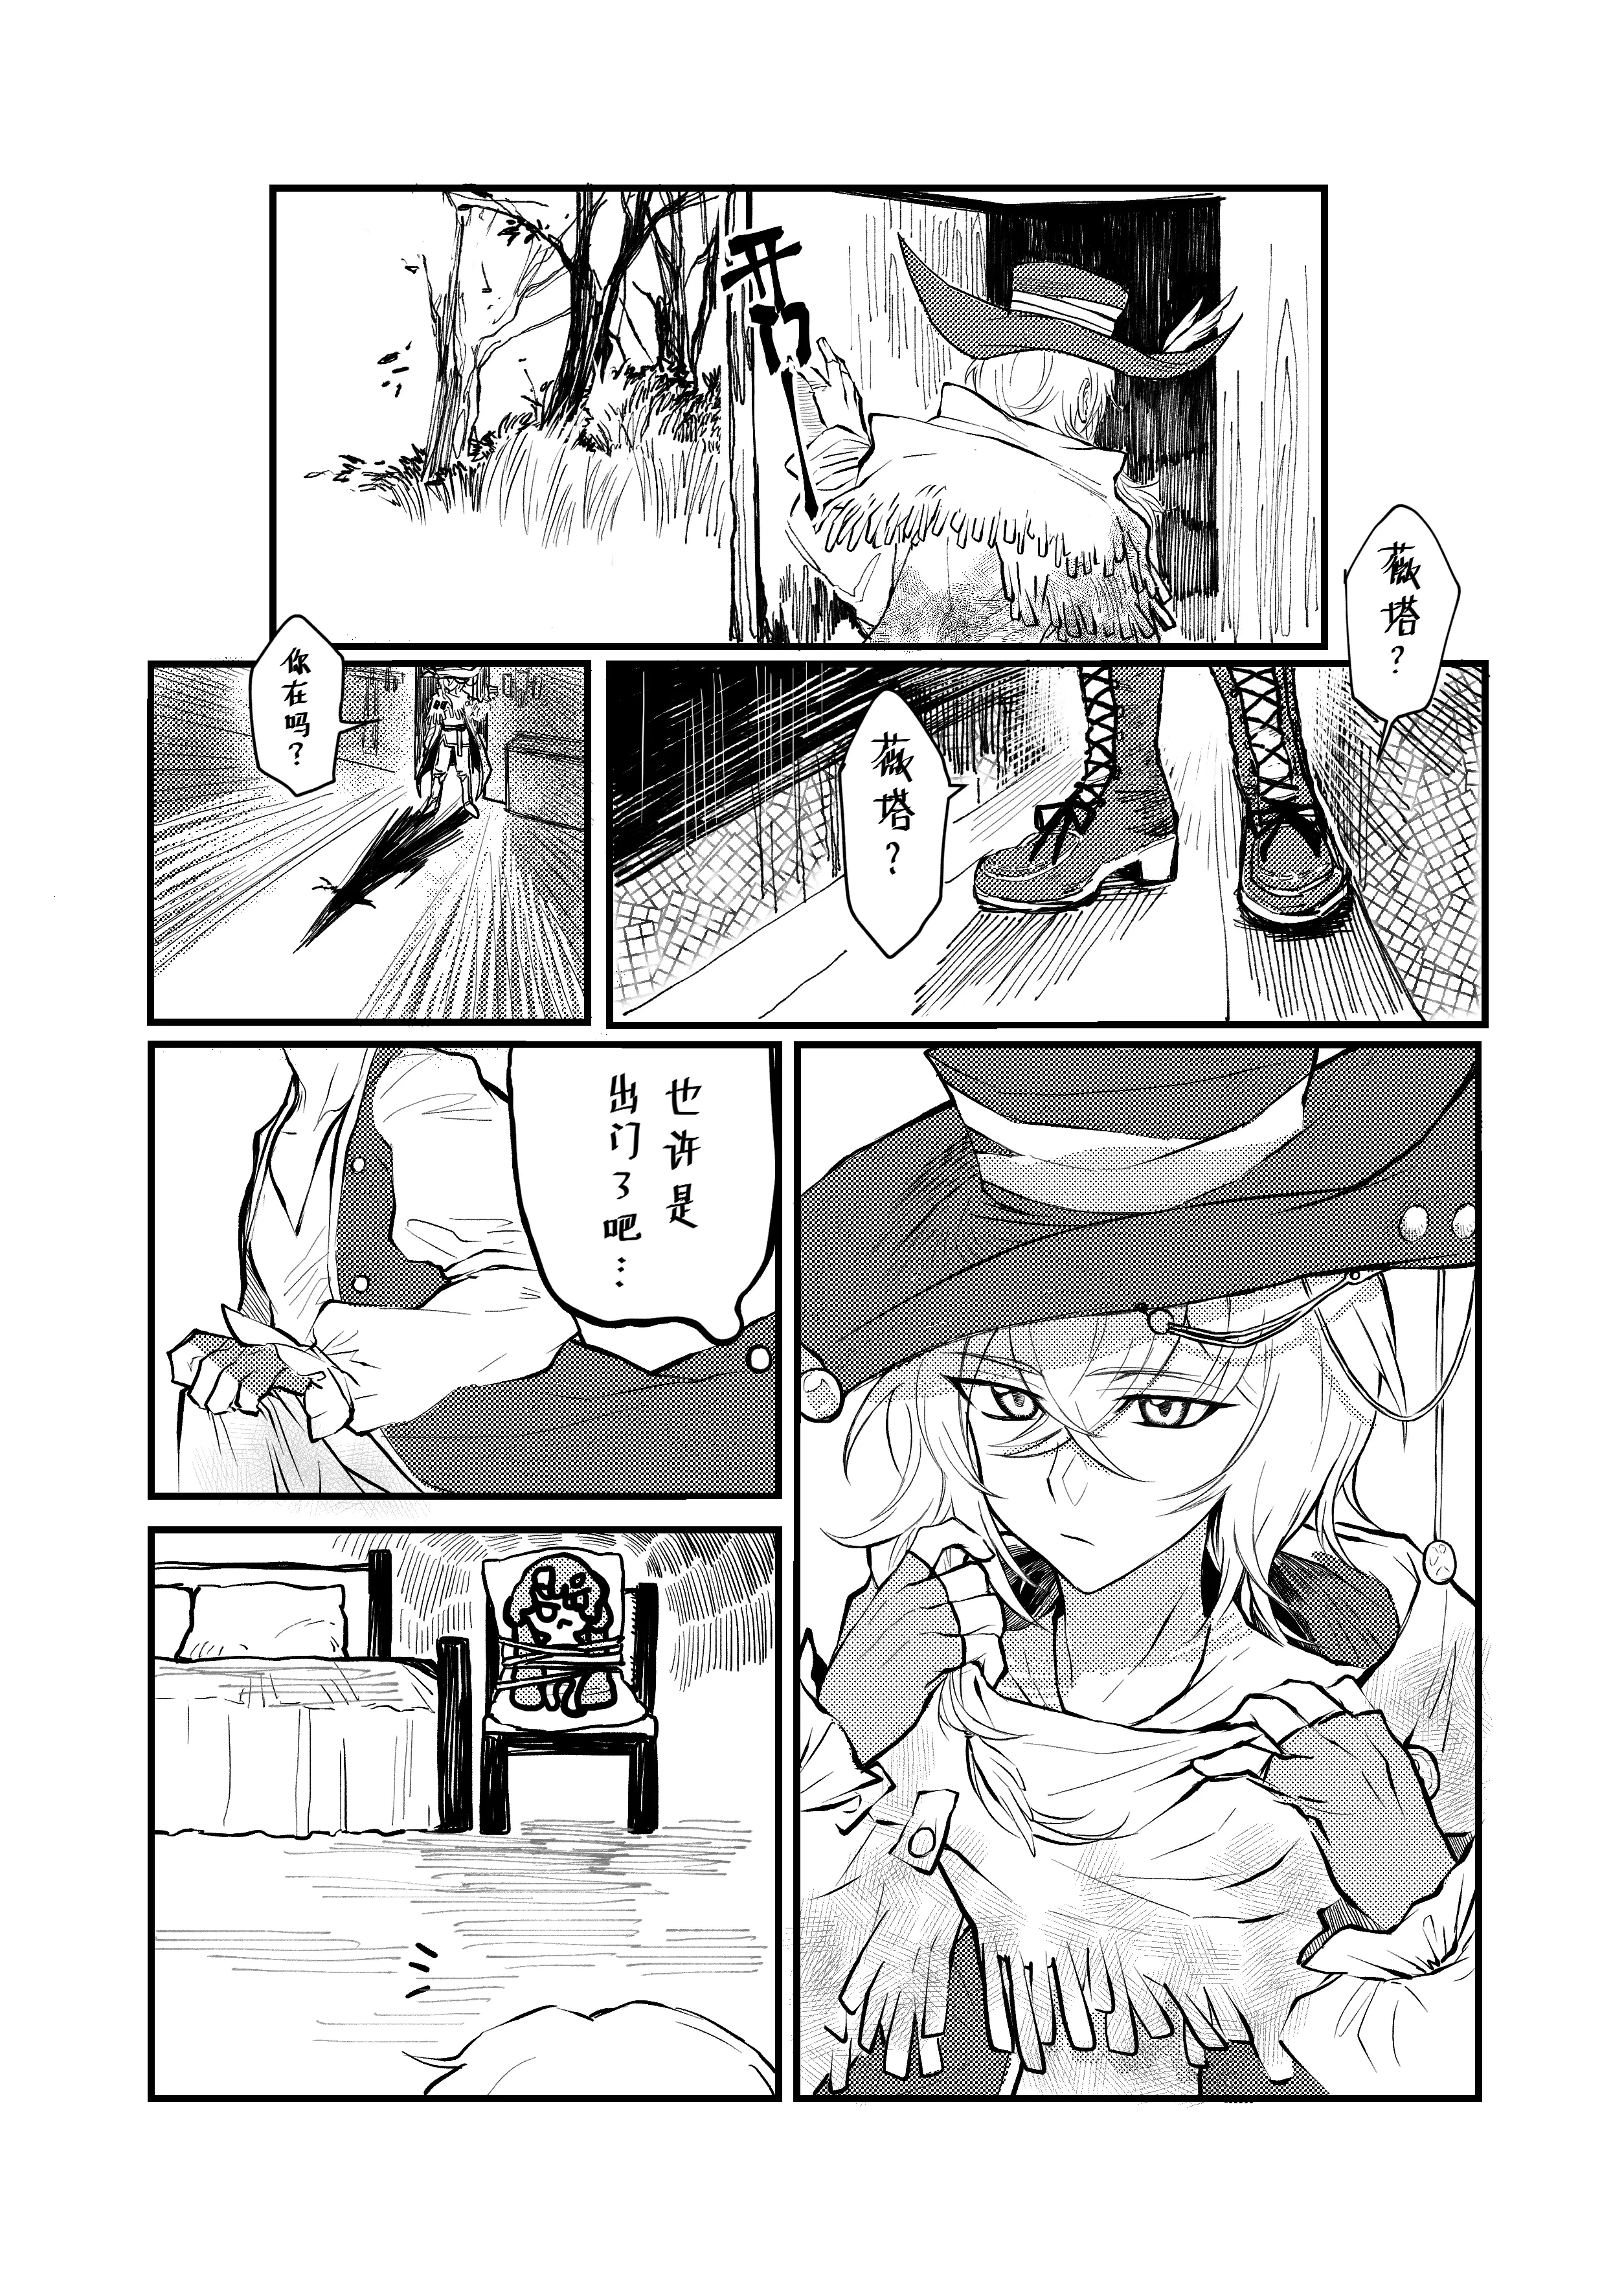 开门
薇塔？
薇塔？
你在吗？
也许是
出门了吧…